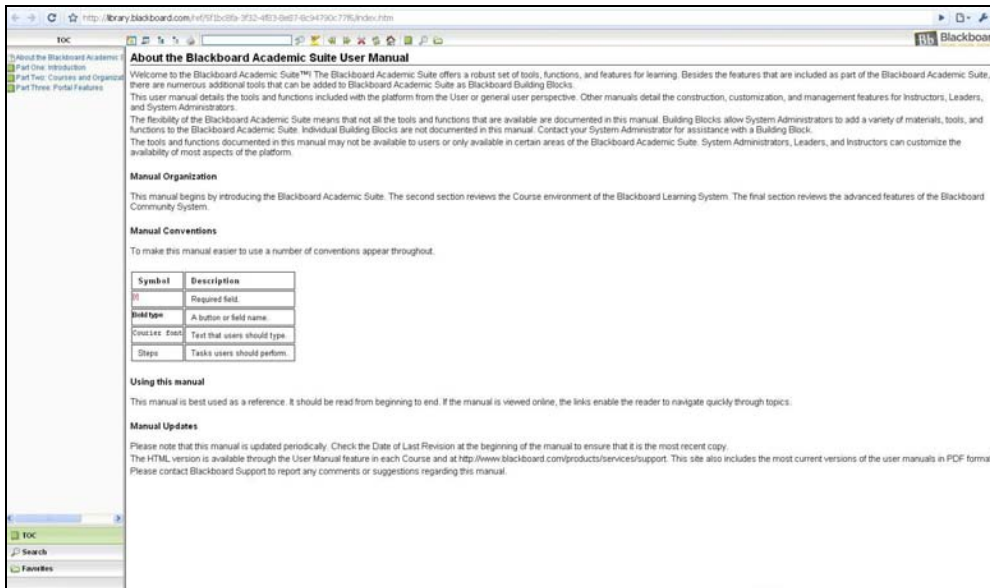 http://library.blackboard.com/ref/5f1bc8fa-3f32-4f83-8e87-8c94790c77f6/index.htm
TOC
Blackboar
About the Blackboard Academic
Part One: Introduction
Part Two: Courses and Organizat
Part Three: Portal Features
About the Blackboard Academic Suite User Manual
Welcome to the Blackboard Academic Suite™! The Blackboard Academic Suite offers a robust set of tools, functions, and features for learning. Besides the features that are included as part of the Blackboard Academic Suite,
there are numerous additional tools that can be added to Blackboard Academic Suite as Blackboard Building Blocks.
This user manual details the tools and functions included with the platform from the User or general user perspective. Other manuals detail the construction, customization, and management features for Instructors, Leaders,
and System Administrators.
The flexibility of the Blackboard Academic Suite means that not all the tools and functions that are available are documented in this manual. Building Blocks allow System Administrators to add a variety of materials, tools, and
functions to the Blackboard Academic Suite. Individual Building Blocks are not documented in this manual. Contact your System Administrator for assistance with a Building Block.
The tools and functions documented in this manual may not be available to users or only available in certain areas of the Blackboard Academic Suite. System Administrators, Leaders, and Instructors can customize the
availability of most aspects of the platform.
Manual Organization
This manual begins by introducing the Blackboard Academic Suite. The second section reviews the Course environment of the Blackboard Learning System. The final section reviews the advanced features of the Blackboard
Community System.
Manual Conventions
To make this manual easier to use a number of conventions appear throughout.
Symbol Description
Required field.
Bold type A button or field name.
Courier font Text that users should type.
Steps Tasks users should perform.
Using this manual
This manual is best used as a reference. It should be read from beginning to end. If the manual is viewed online, the links enable the reader to navigate quickly through topics.
Manual Updates
Please note that this manual is updated periodically. Check the Date of Last Revision at the beginning of the manual to ensure that it is the most recent copy.
The HTML version is available through the User Manual feature in each Course and at http://www.blackboard.com/products/services/support. This site also includes the most current versions of the user manuals in PDF forma
Please contact Blackboard Support to report any comments or suggestions regarding this manual.
TOC
Search
Favorites